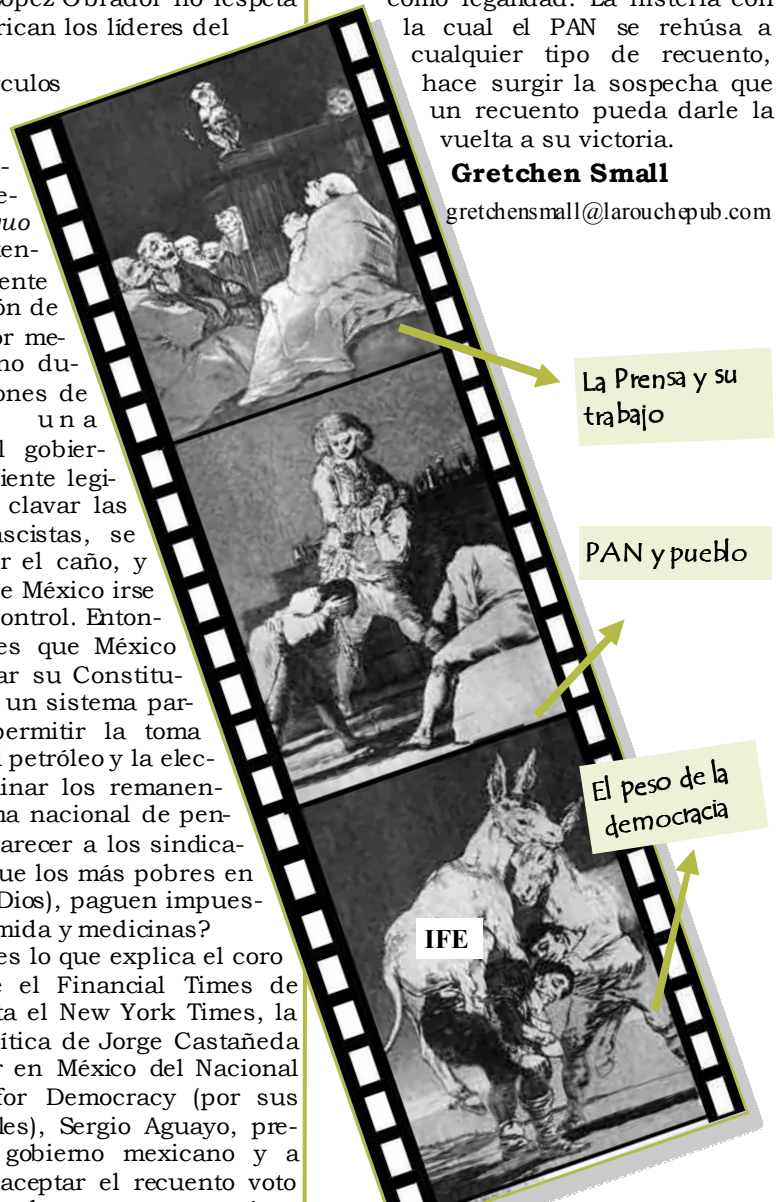 López Obrador no respeta
rican los líderes del
rculos
-
e-
quo
ten-
ente
ón de
or me-
no du-
ones de
una
l gobier-
iente legi-
clavar las
ascistas, se
r el caño, y
e México irse
ontrol. Enton-
es que México
ar su Constitu-
un sistema par-
permitir la toma
l petróleo y la elec-
inar los remanen-
ma nacional de pen-
arecer a los sindica-
ue los más pobres en
Dios), paguen impues-
mida y medicinas?
es lo que explica el coro
e el Financial Times de
ta el New York Times, la
ítica de Jorge Castañeda
r en México del Nacional
for Democracy (por sus
les), Sergio Aguayo, pre-
gobierno mexicano y a
aceptar el recuento voto
como legalidad. La histeria con
la cual el PAN se rehúsa a
cualquier tipo de recuento,
hace surgir la sospecha que
un recuento pueda darle la
vuelta a su victoria.
Gretchen Small
gretchensmall@larouchepub.com
La Prensa y su
trabajo
PAN y pueblo
El peso de la
democracia
IFE